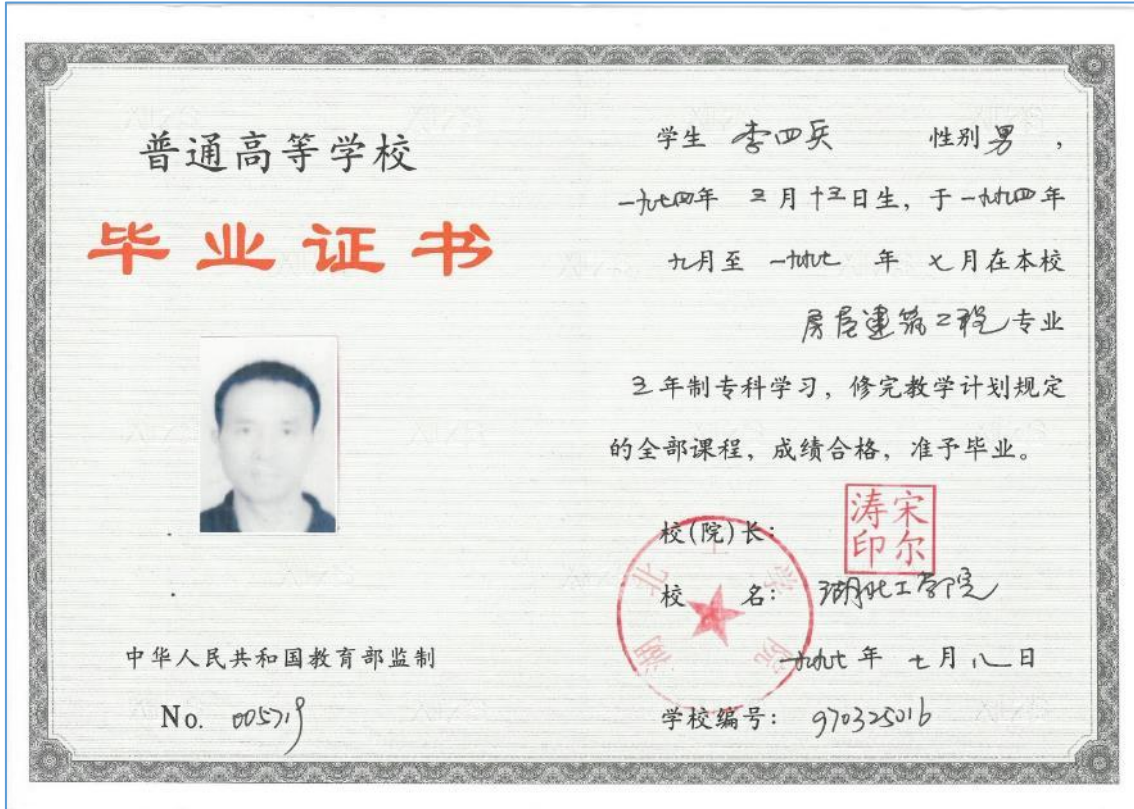 普通高等学校
毕业证书
中华人民共和国教育部监制
No. 005719
学生 李四兵 性别 男 ，
一九七四年 三月十三日生，于一九九四年
九月至 一九九七 年 七月在本校
房屋建筑工程专业
三年制专科学习，修完教学计划规定
的全部课程，成绩合格，准予毕业。
校(院)长：
宋尔涛印
校 名： 湖北工学院
湖北工学院
一九九七年 七月八日
学校编号： 970325016